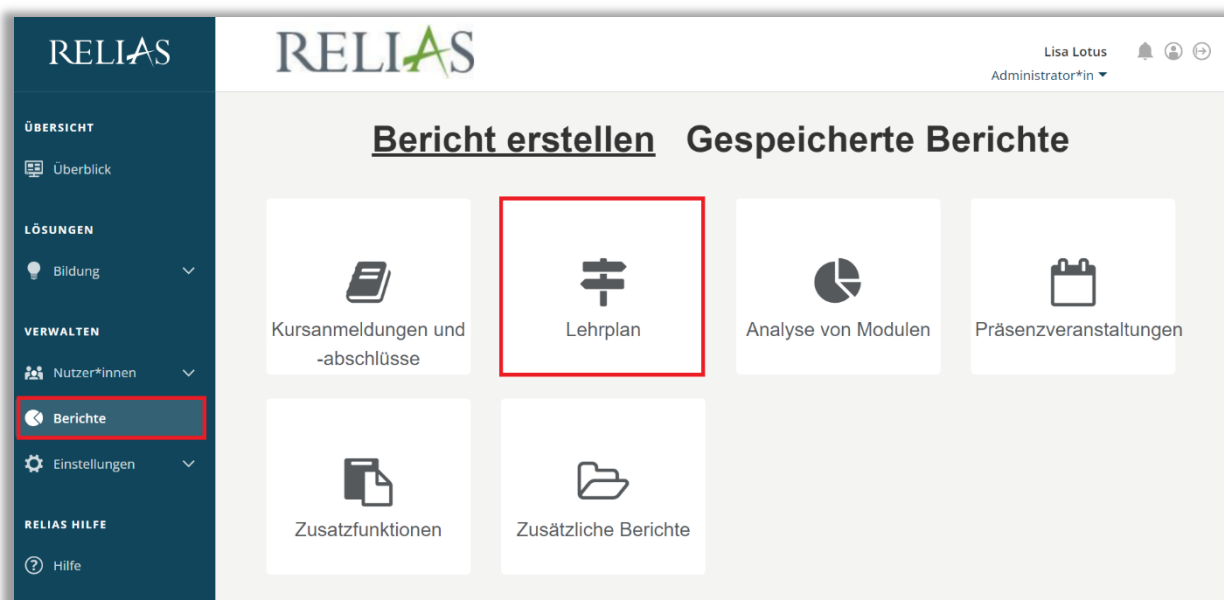 RELIAS
RELIAS
Lisa Lotus
Administrator*in
ÜBERSICHT
Überblick
LÖSUNGEN
Bildung
VERWALTEN
Nutzer*innen
Berichte
Einstellungen
RELIAS HILFE
Hilfe
Bericht erstellen Gespeicherte Berichte
Kursanmeldungen und
-abschlüsse
Lehrplan
Analyse von Modulen
Präsenzveranstaltungen
Zusatzfunktionen
Zusätzliche Berichte